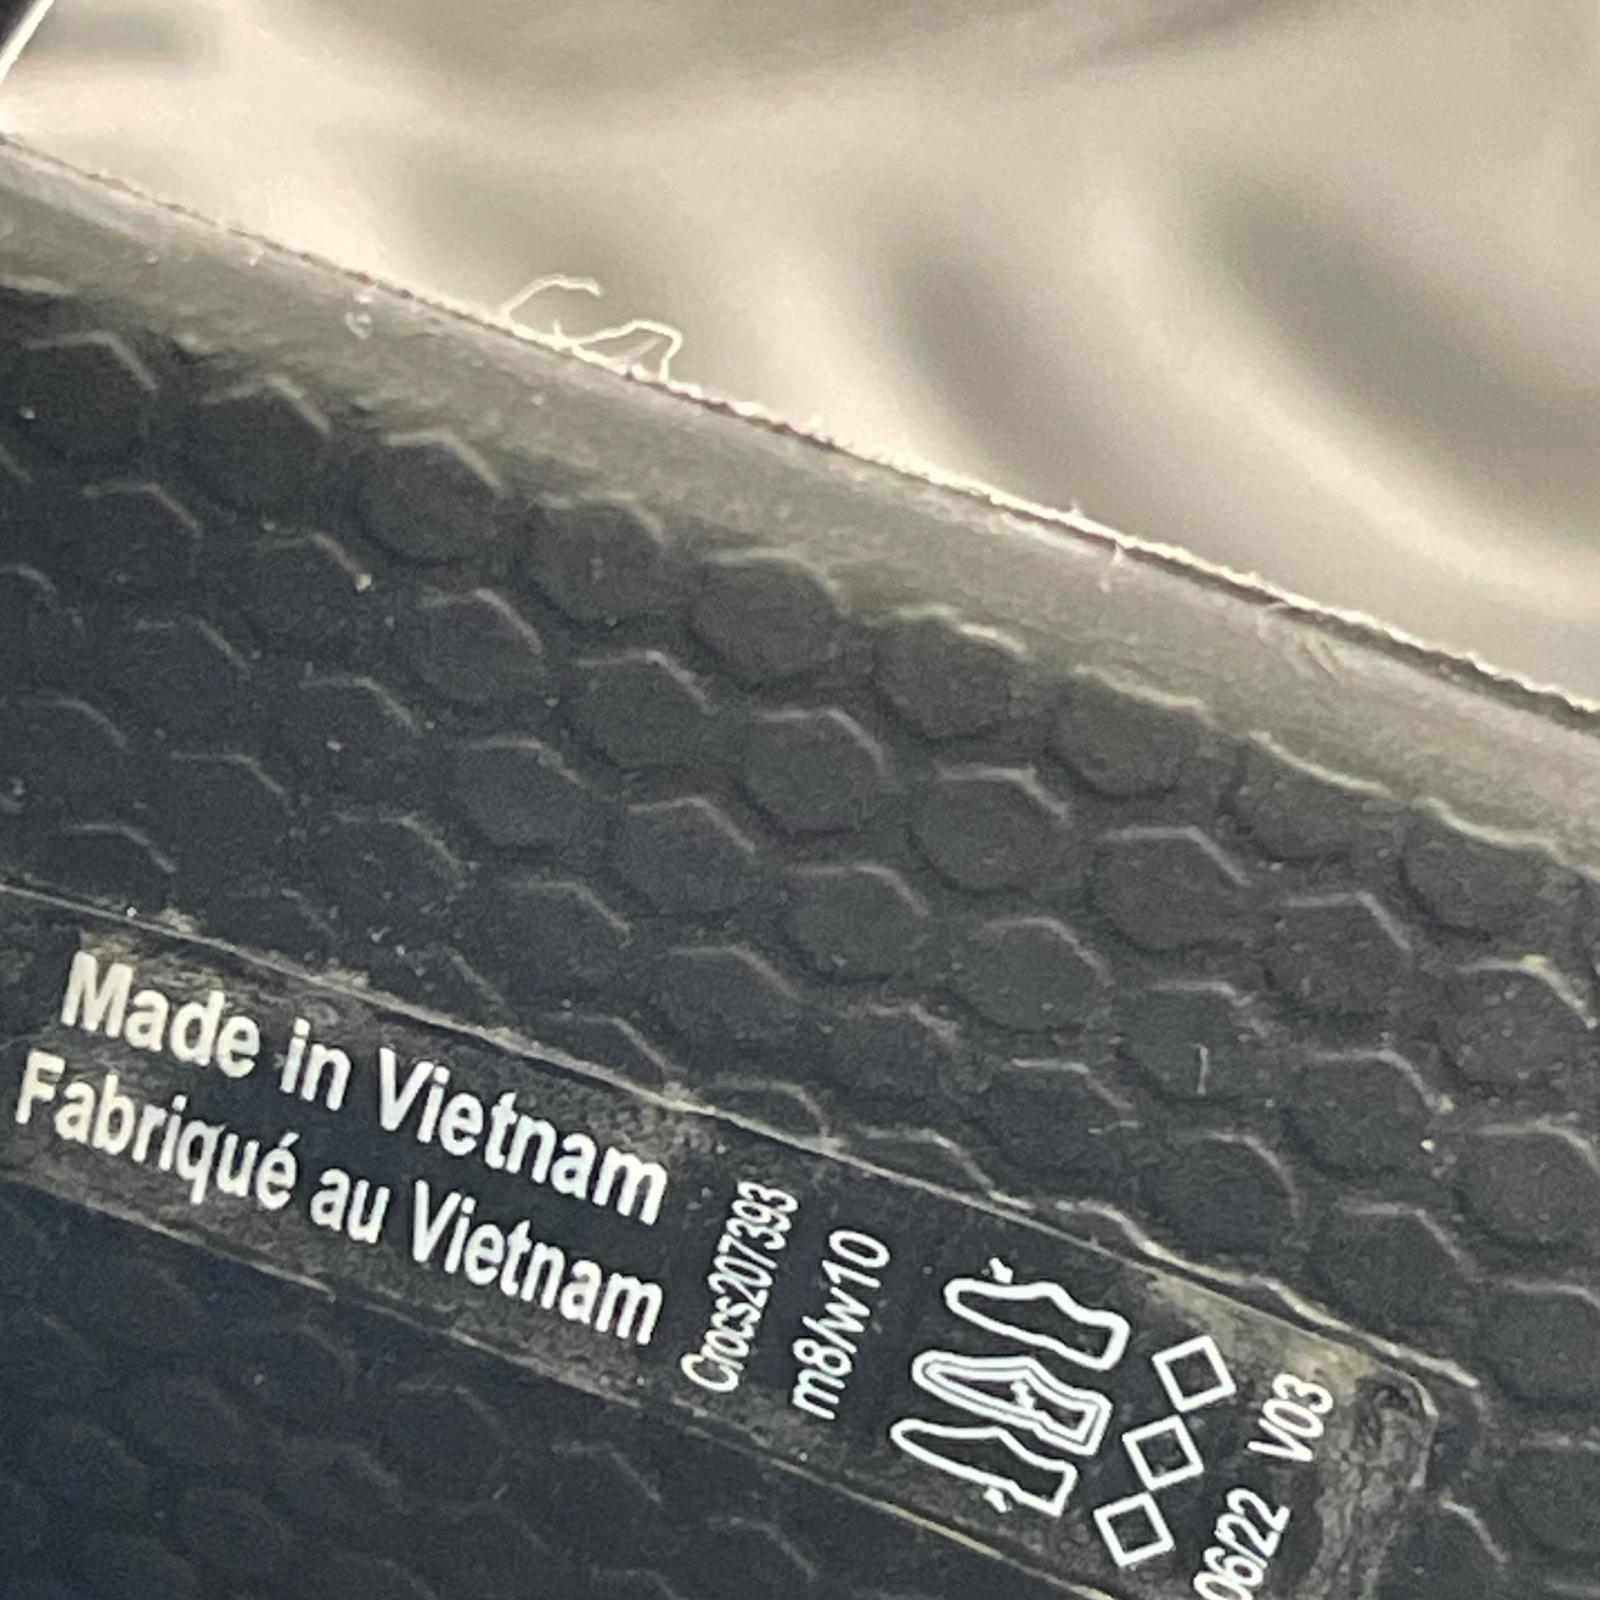 Made in Vietnam
Fabriqué au Vietnam
Crocs207393
m8/w10
06/22 V03